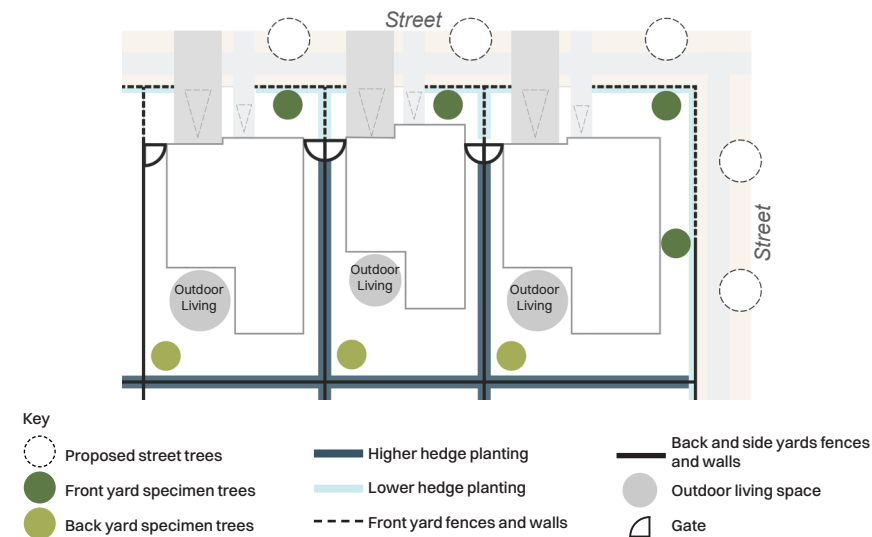 Street
Street
Outdoor
Living
Outdoor
Living
Outdoor
Living
Key
Proposed street trees
Front yard specimen trees
Back yard specimen trees
Higher hedge planting
Lower hedge planting
Front yard fences and walls
Back and side yards fences
and walls
Outdoor living space
Gate